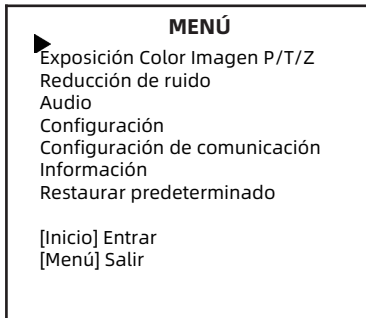 MENÚ
Exposición Color Imagen P/T/Z
Reducción de ruido
Audio
Configuración
Configuración de comunicación
Información
Restaurar predeterminado
[Inicio] Entrar
[Menú] Salir